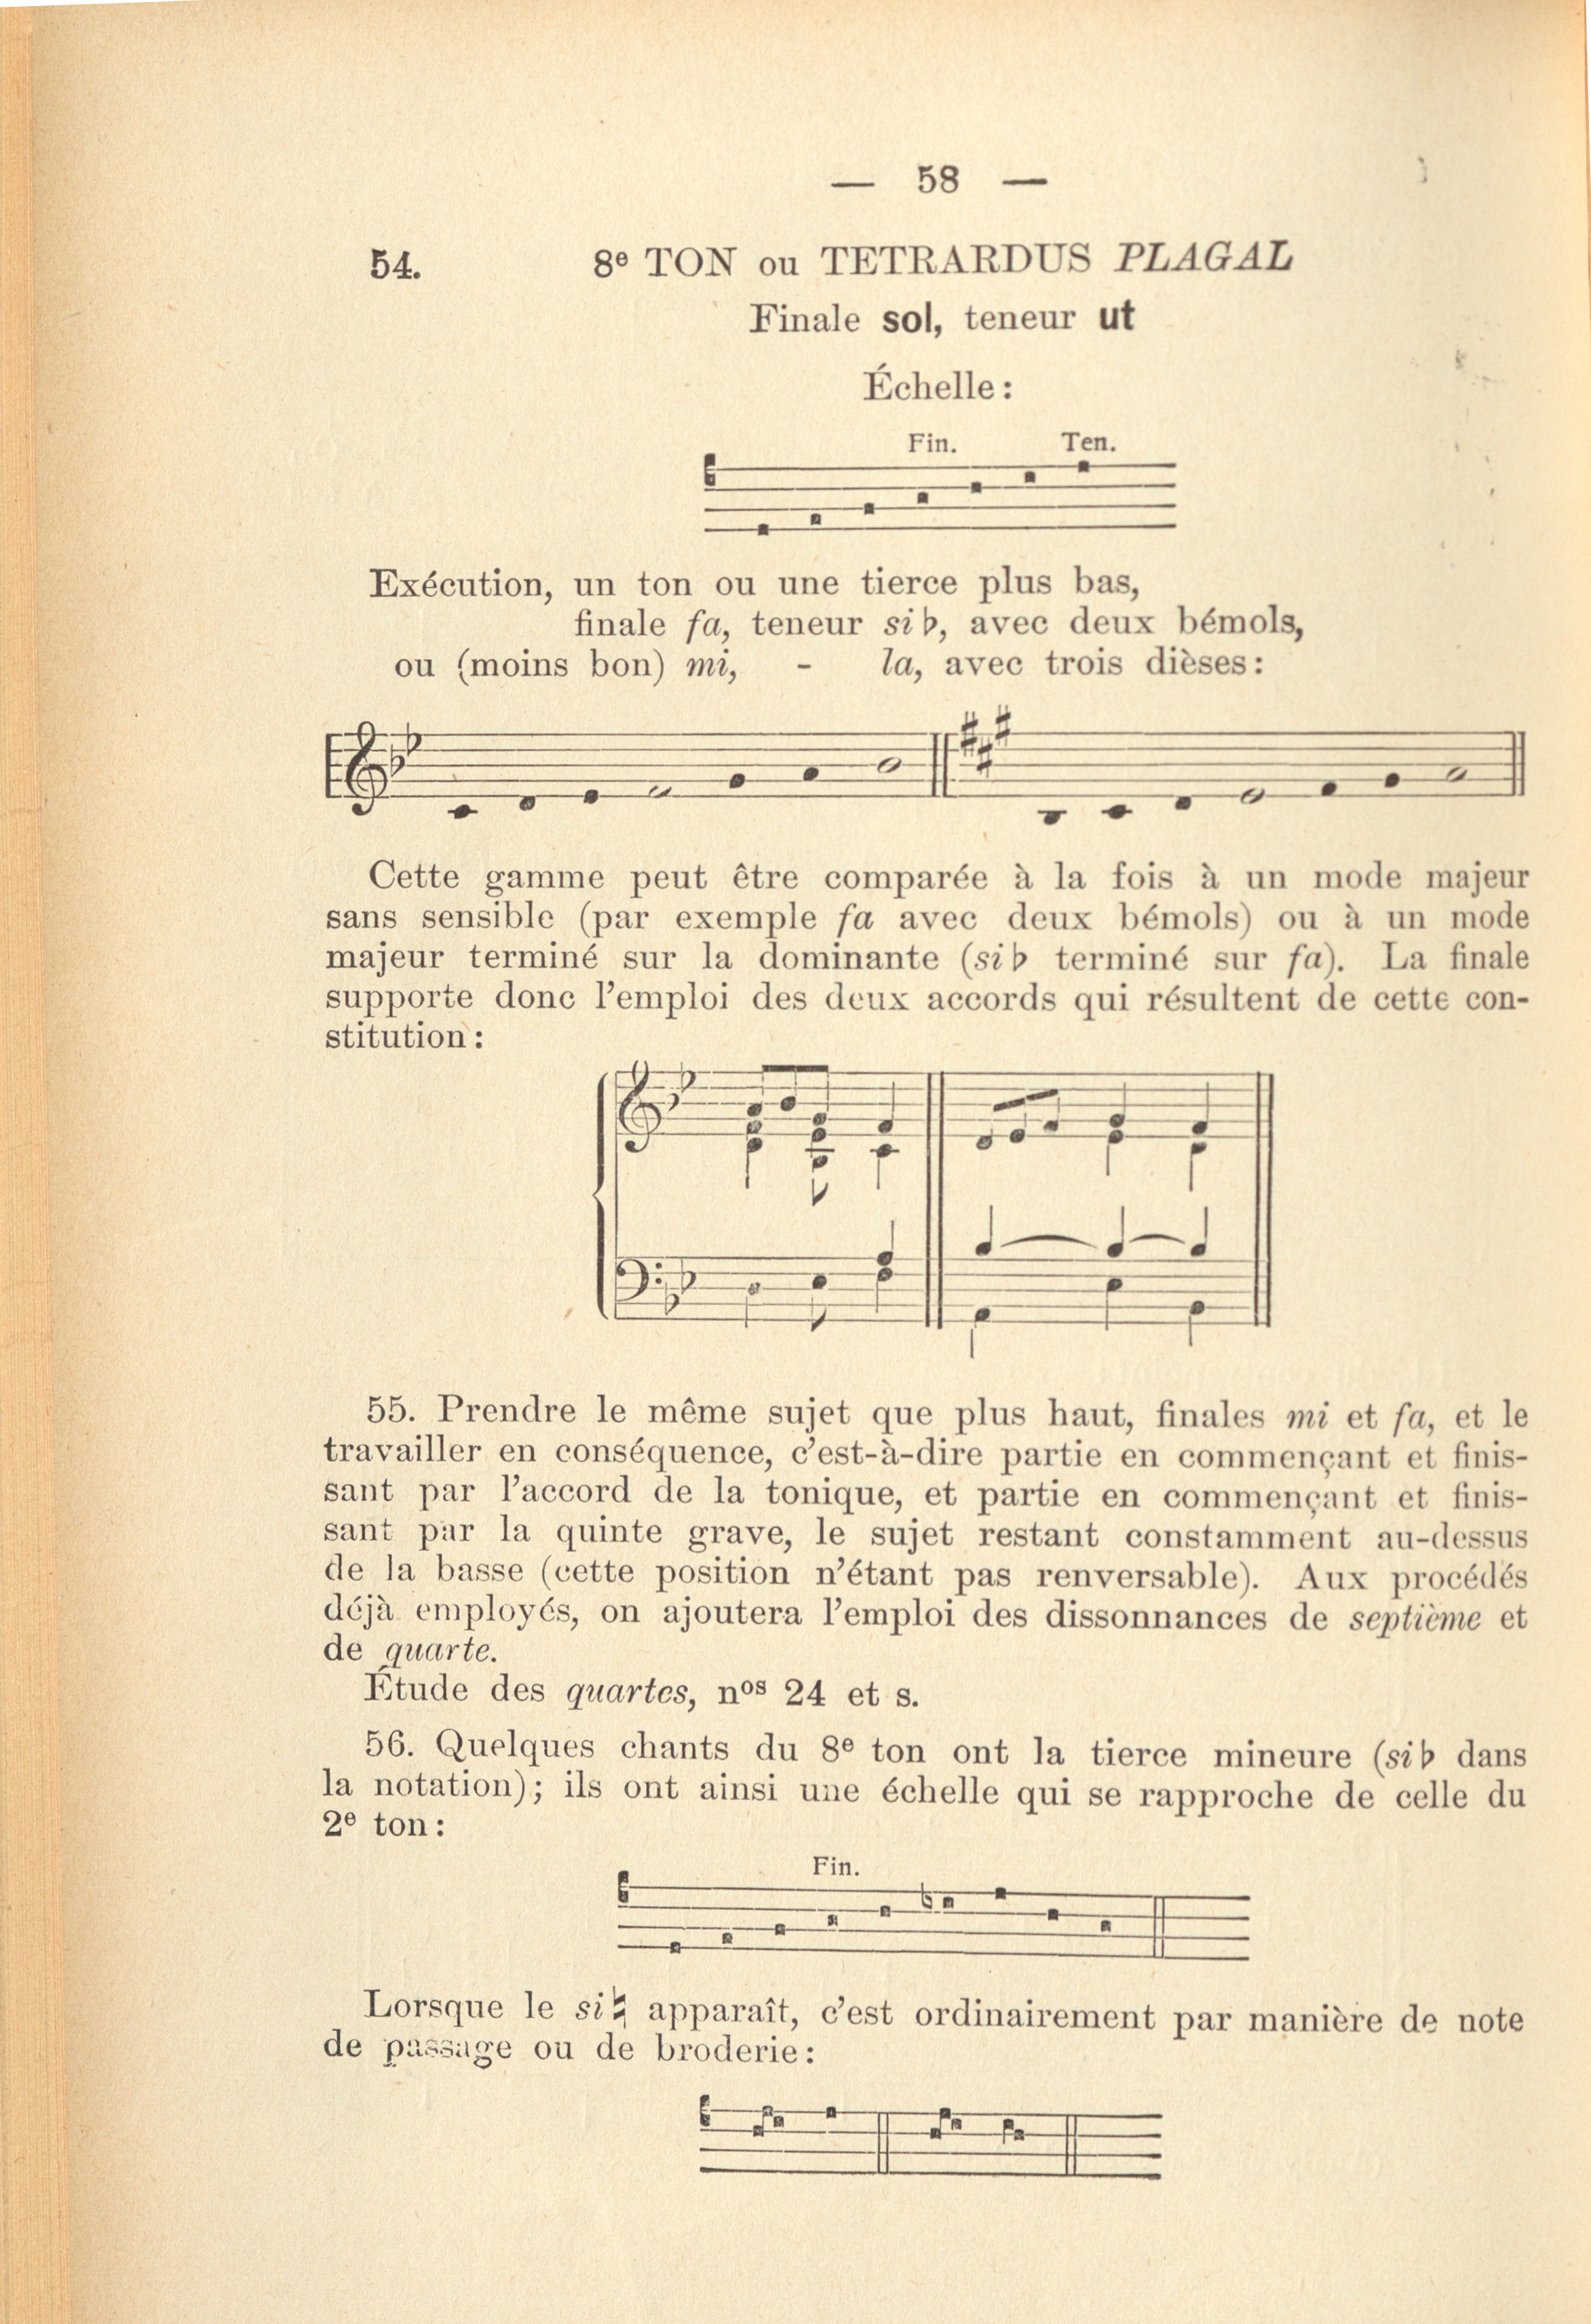 — 58 —
54. 8e TON ou TETRARDUS PLAGAL
Finale sol, teneur ut
Échelle :
Fin. Ten.
Exécution, un ton ou une tierce plus bas,
finale fa, teneur si♭, avec deux bémols,
ou (moins bon) mi, - la, avec trois dièses :
Cette gamme peut être comparée à la fois à un mode majeur
sans sensible (par exemple fa avec deux bémols) ou à un mode
majeur terminé sur la dominante (si♭ terminé sur fa). La finale
supporte donc l'emploi des deux accords qui résultent de cette con-
stitution :
55. Prendre le même sujet que plus haut, finales mi et fa, et le
travailler en conséquence, c'est-à-dire partie en commençant et finis-
sant par l'accord de la tonique, et partie en commençant et finis-
sant par la quinte grave, le sujet restant constamment au-dessus
de la basse (cette position n'étant pas renversable). Aux procédés
déjà employés, on ajoutera l'emploi des dissonnances de septième et
de quarte.
Étude des quartes, nos 24 et s.
56. Quelques chants du 8e ton ont la tierce mineure (si♭ dans
la notation); ils ont ainsi une échelle qui se rapproche de celle du
2e ton :
Fin.
Lorsque le si♮ apparaît, c'est ordinairement par manière de note
de passage ou de broderie :